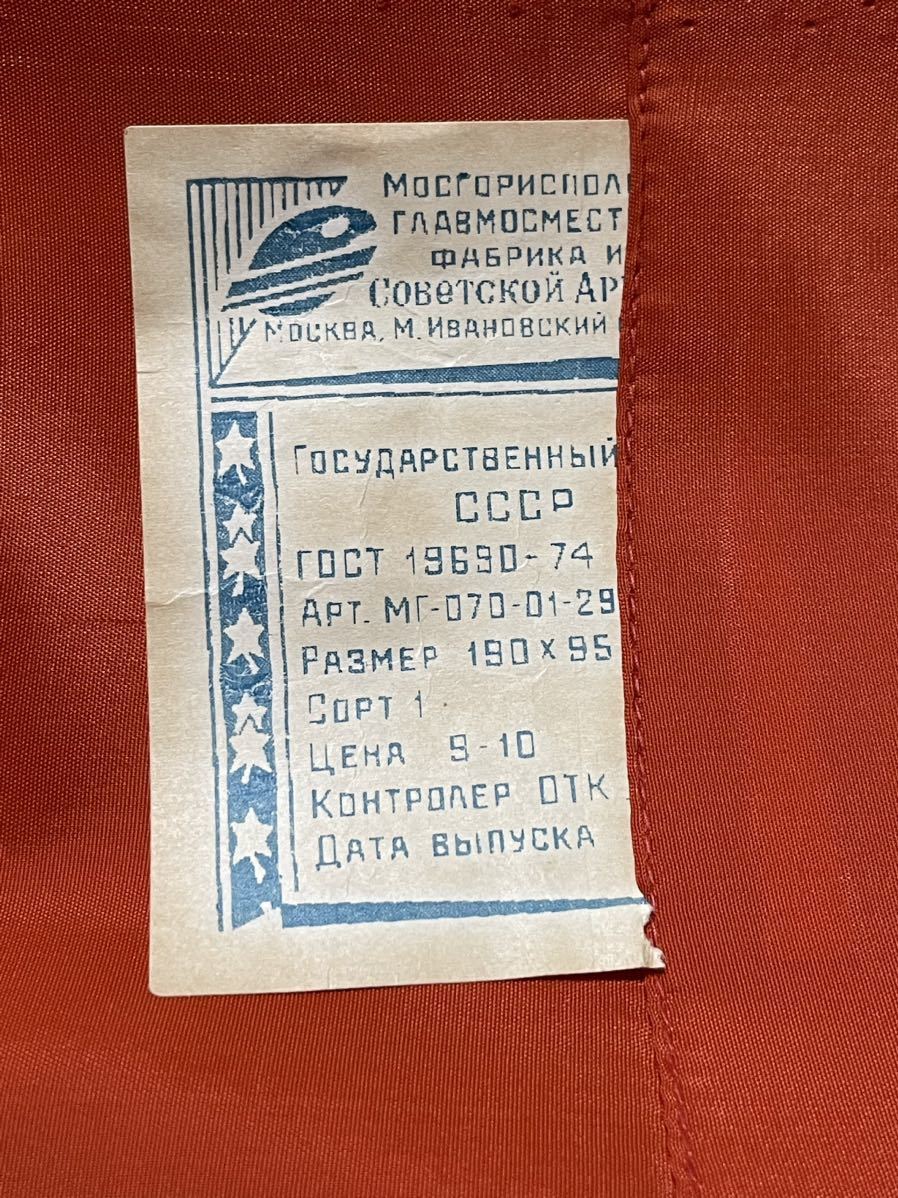 Мосгориспол
Главмосмест
фабрика и
Советской Ар
Москва, М. Ивановский
Государственный
СССР
ГОСТ 19690-74
Арт. МГ-070-01-29
Размер 190 x 95
Сорт 1
Цена 9-10
Контролер ОТК
Дата выпуска